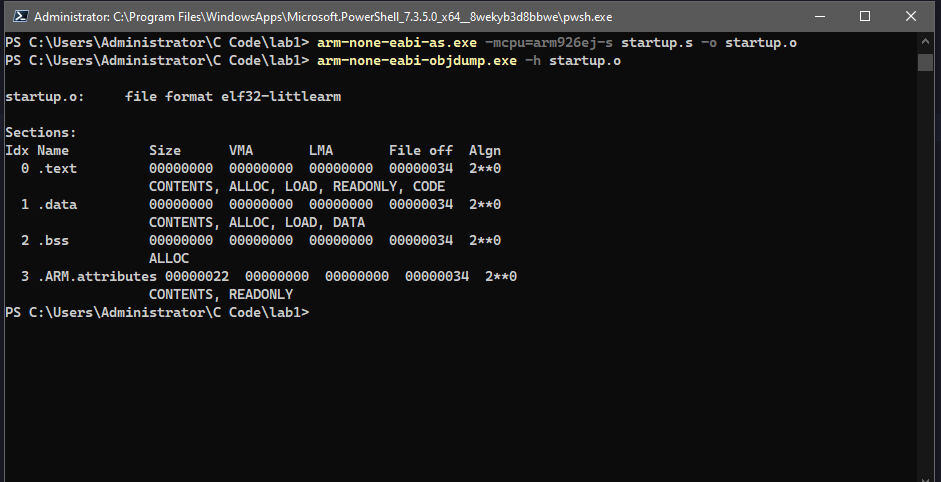 Administrator: C:\Program Files\WindowsApps\Microsoft.PowerShell_7.3.5.0_x64__8wekyb3d8bbwe\pwsh.exe
PS C:\Users\Administrator\C Code\lab1> arm-none-eabi-as.exe -mcpu=arm926ej-s startup.s -o startup.o
PS C:\Users\Administrator\C Code\lab1> arm-none-eabi-objdump.exe -h startup.o
startup.o:     file format elf32-littlearm
Sections:
Idx Name          Size      VMA       LMA       File off  Algn
  0 .text         00000000  00000000  00000000  00000034  2**0
                  CONTENTS, ALLOC, LOAD, READONLY, CODE
  1 .data         00000000  00000000  00000000  00000034  2**0
                  CONTENTS, ALLOC, LOAD, DATA
  2 .bss          00000000  00000000  00000000  00000034  2**0
                  ALLOC
  3 .ARM.attributes 00000022  00000000  00000000  00000034  2**0
                  CONTENTS, READONLY
PS C:\Users\Administrator\C Code\lab1>